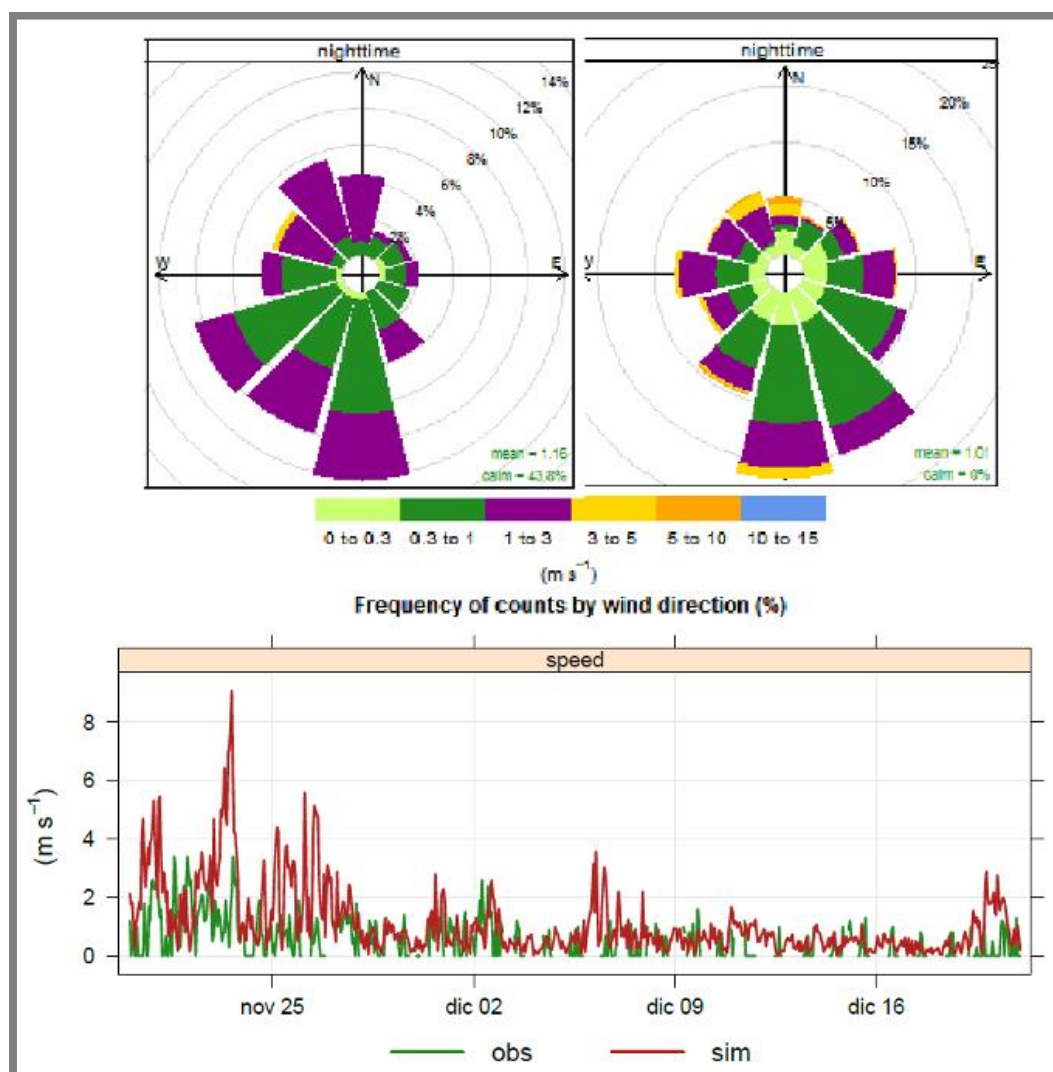 nighttime
N
14%
12%
10%
8%
6%
4%
2%
W
E
mean = 1.16
calm = 43.8%
nighttime
N
20%
15%
10%
5%
E
mean = 1.01
calm = 0%
0 to 0.3 0.3 to 1 1 to 3 3 to 5 5 to 10 10 to 15
(m s⁻¹)
Frequency of counts by wind direction (%)
speed
(m s⁻¹)
8
6
4
2
0
nov 25 dic 02 dic 09 dic 16
obs sim